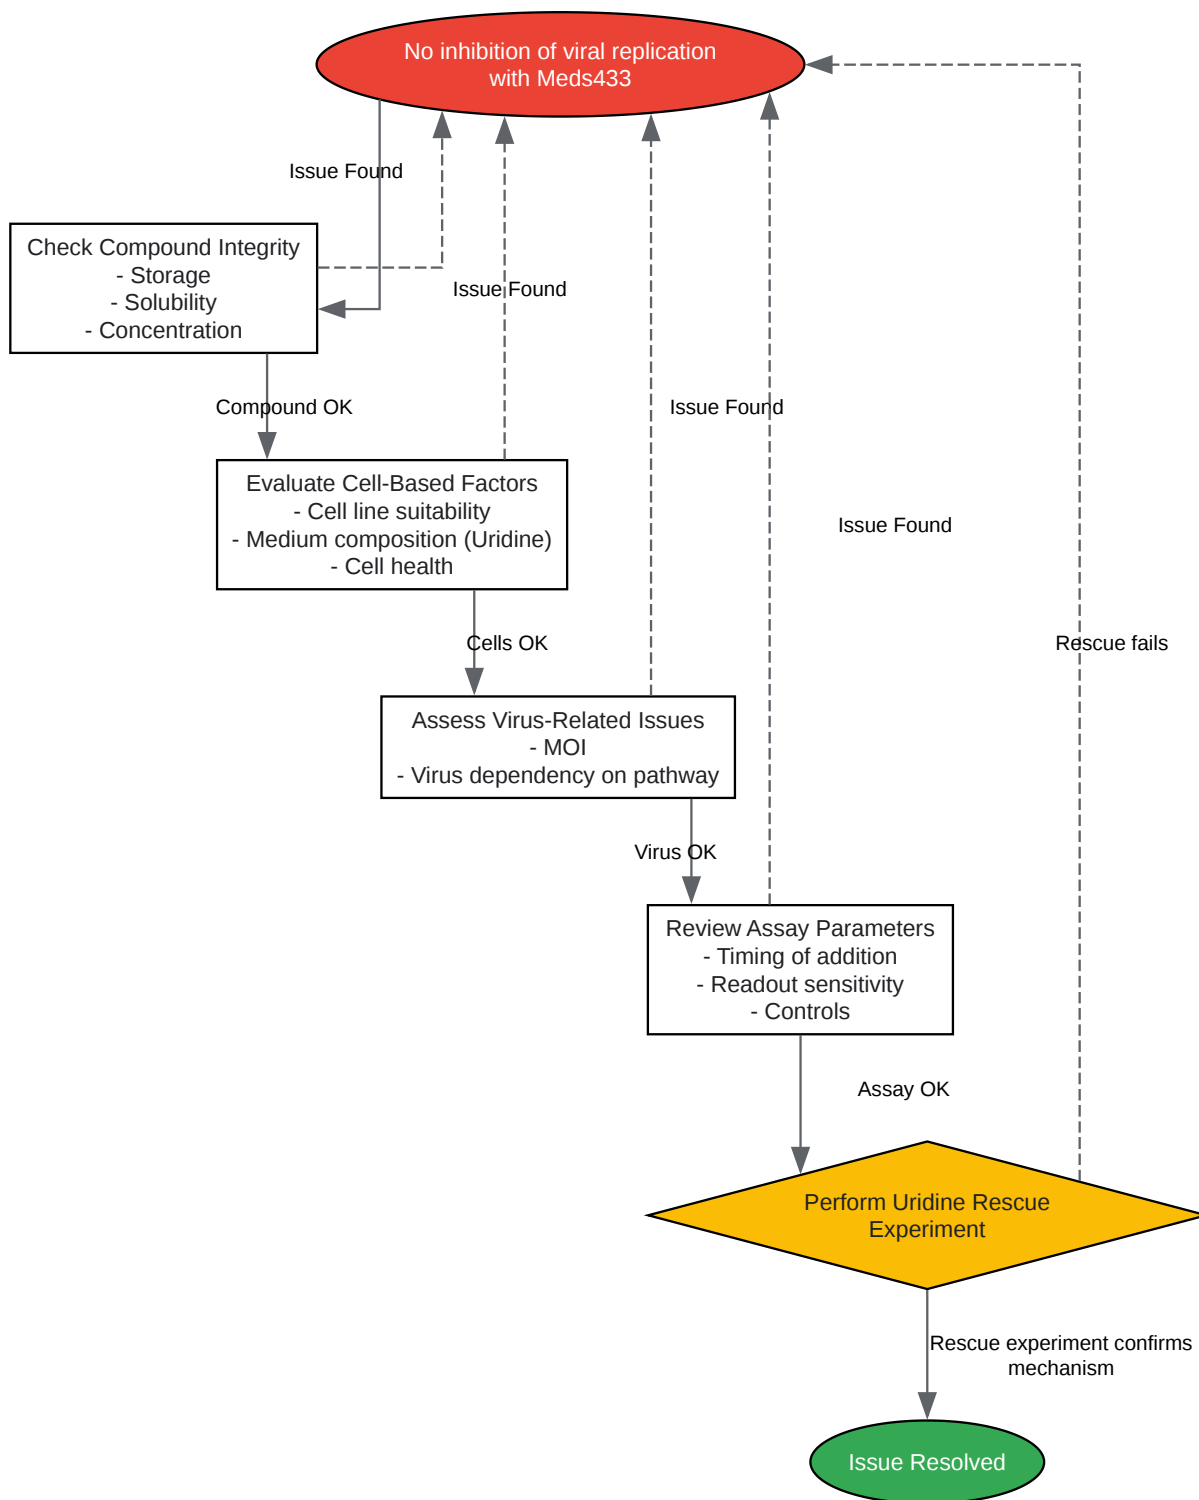 No inhibition of viral replication
with Meds433
Issue Found
Check Compound Integrity
- Storage
- Solubility
- Concentration
Issue Found
Compound OK
Issue Found
Evaluate Cell-Based Factors
- Cell line suitability
- Medium composition (Uridine)
- Cell health
Issue Found
Cells OK
Rescue fails
Assess Virus-Related Issues
- MOI
- Virus dependency on pathway
Virus OK
Review Assay Parameters
- Timing of addition
- Readout sensitivity
- Controls
Assay OK
Perform Uridine Rescue
Experiment
Rescue experiment confirms
mechanism
Issue Resolved